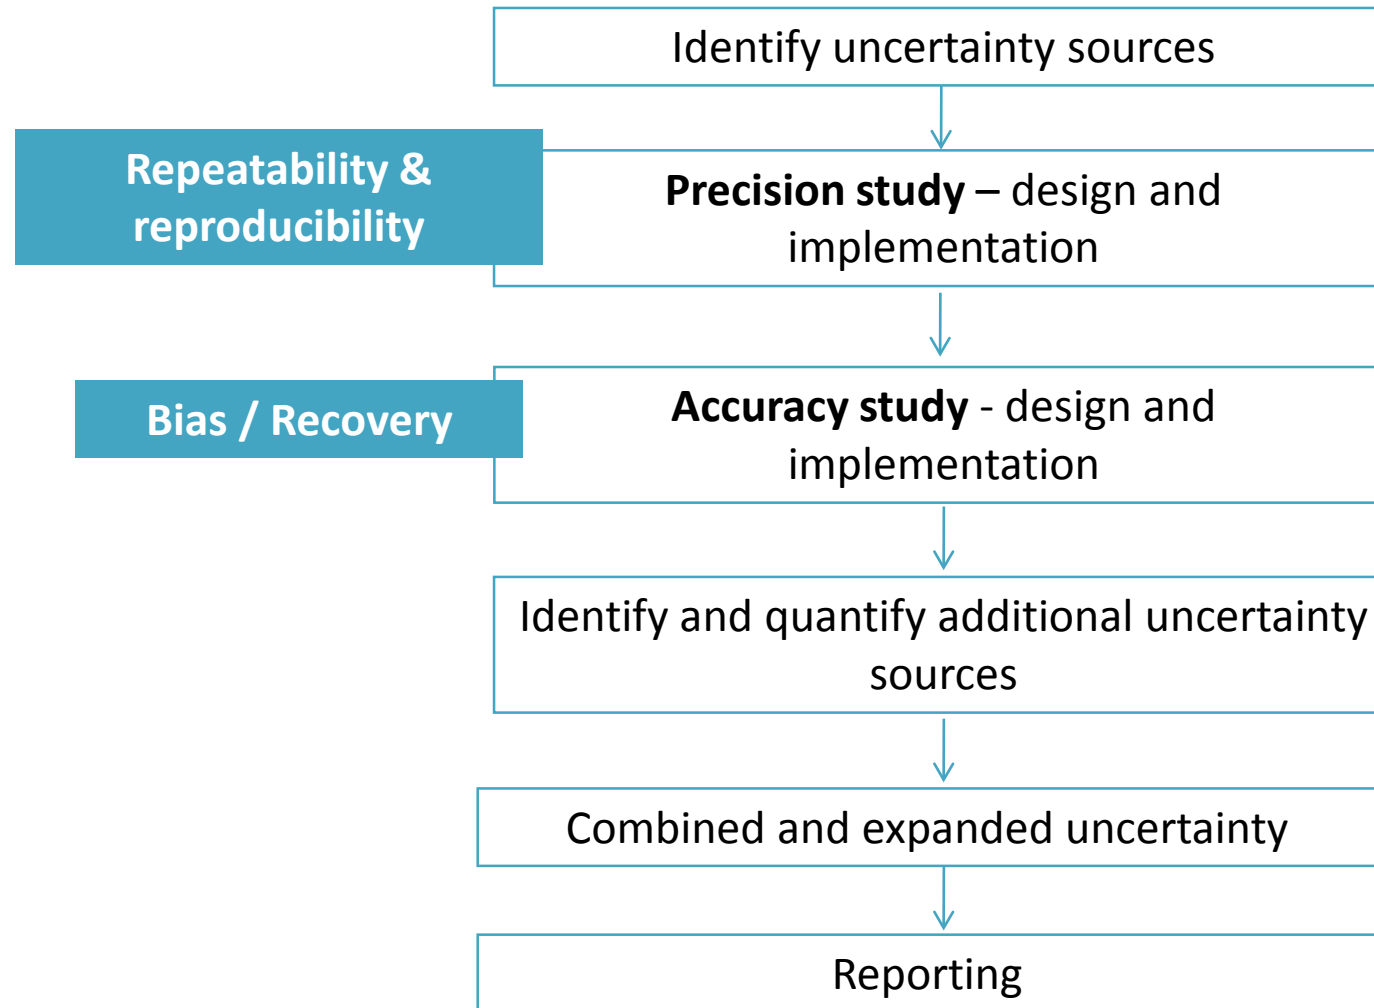 Identify uncertainty sources
Repeatability &
reproducibility
Precision study – design and
implementation
Bias / Recovery
Accuracy study - design and
implementation
Identify and quantify additional uncertainty
sources
Combined and expanded uncertainty
Reporting